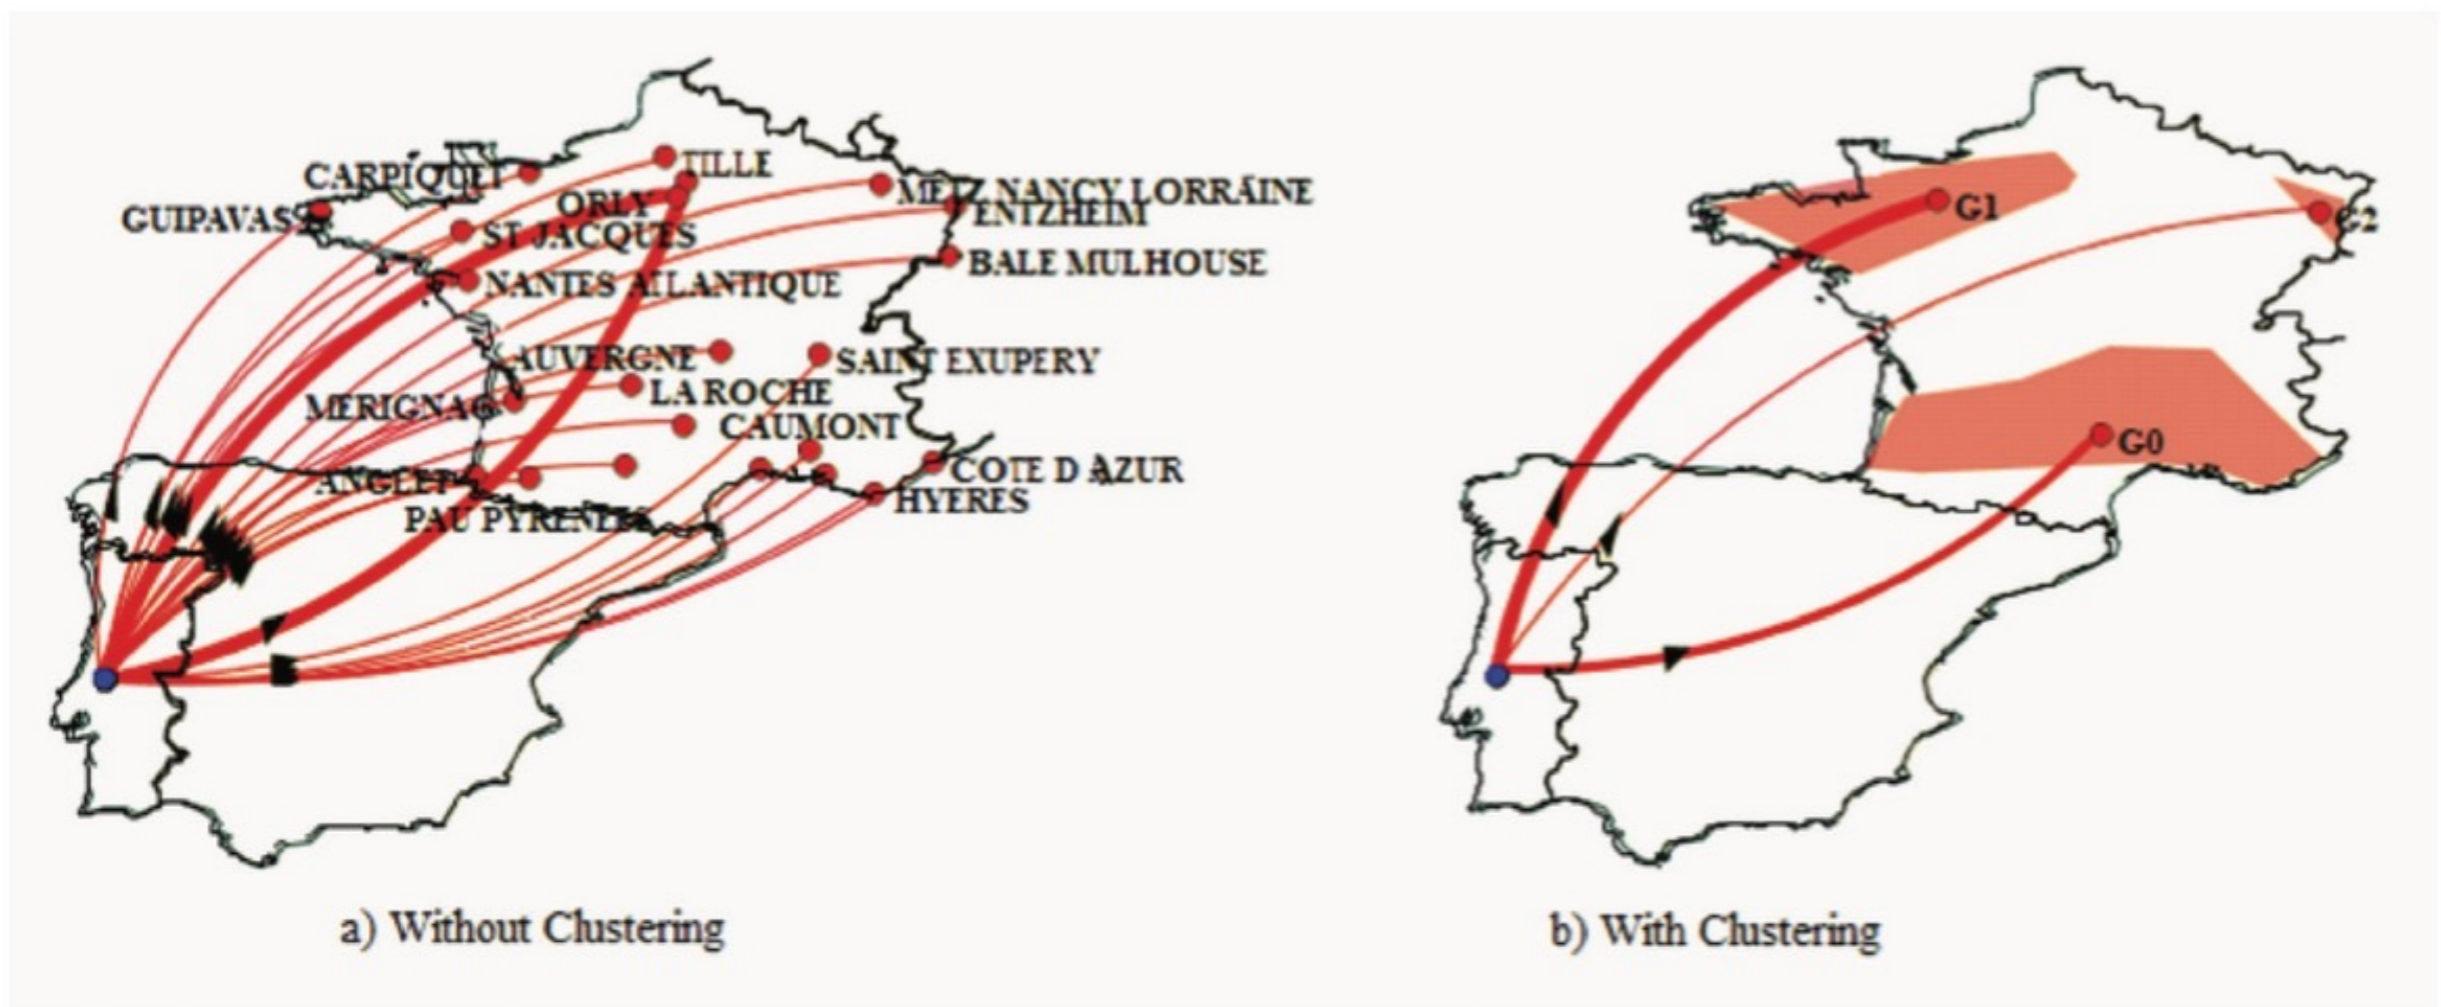 TILLE
CARPIQUET
METZ NANCY LORRAINE
ORLY
ENTZHEIM
GUIPAVAS
ST JACQUES
BALE MULHOUSE
NANTES ATLANTIQUE
AUVERGNE
SAINT EXUPERY
LA ROCHE
MERIGNAC
CAUMONT
ANGLET
COTE D AZUR
HYERES
PAU PYRENEES
G1
G2
G0
a) Without Clustering
b) With Clustering